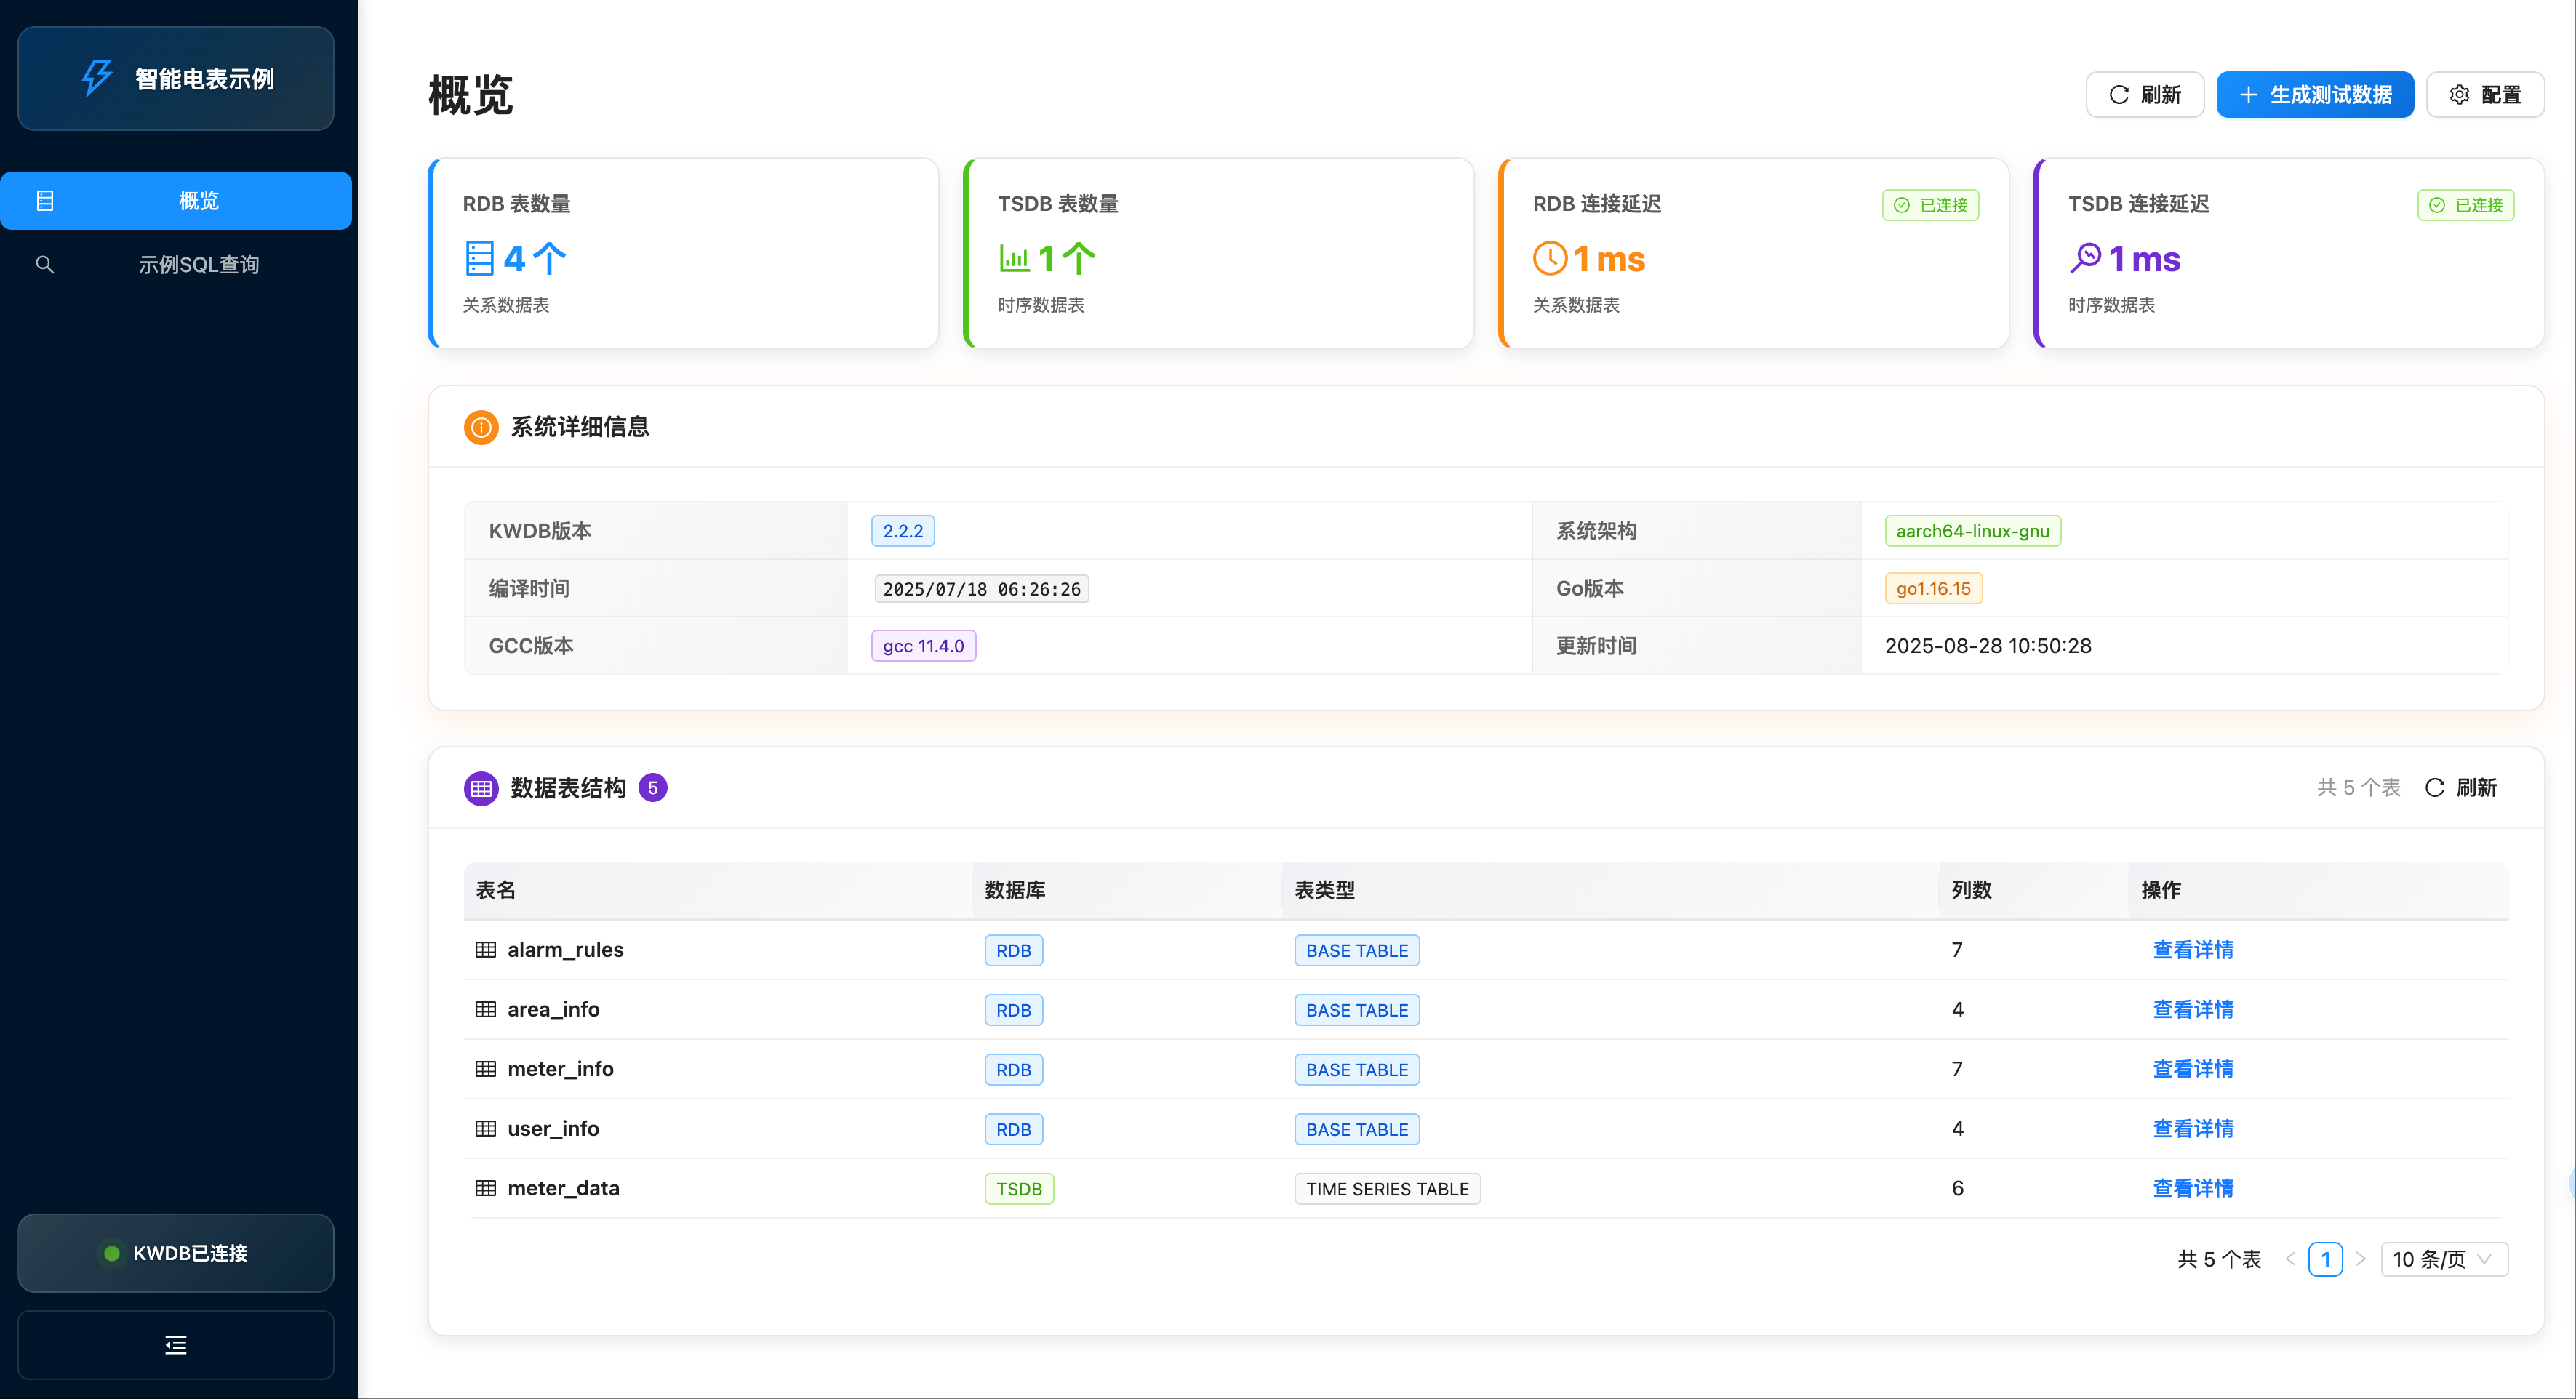 智能电表示例
概览
示例SQL查询
KWDB已连接
概览
刷新
生成测试数据
配置
RDB 表数量
4 个
关系数据表
TSDB 表数量
1 个
时序数据表
RDB 连接延迟
已连接
1 ms
关系数据表
TSDB 连接延迟
已连接
1 ms
时序数据表
系统详细信息
KWDB版本 2.2.2 系统架构 aarch64-linux-gnu
编译时间 2025/07/18 06:26:26 Go版本 go1.16.15
GCC版本 gcc 11.4.0 更新时间 2025-08-28 10:50:28
数据表结构 5 共 5 个表 刷新
表名 数据库 表类型 列数 操作
alarm_rules RDB BASE TABLE 7 查看详情
area_info RDB BASE TABLE 4 查看详情
meter_info RDB BASE TABLE 7 查看详情
user_info RDB BASE TABLE 4 查看详情
meter_data TSDB TIME SERIES TABLE 6 查看详情
共 5 个表 1 10 条/页